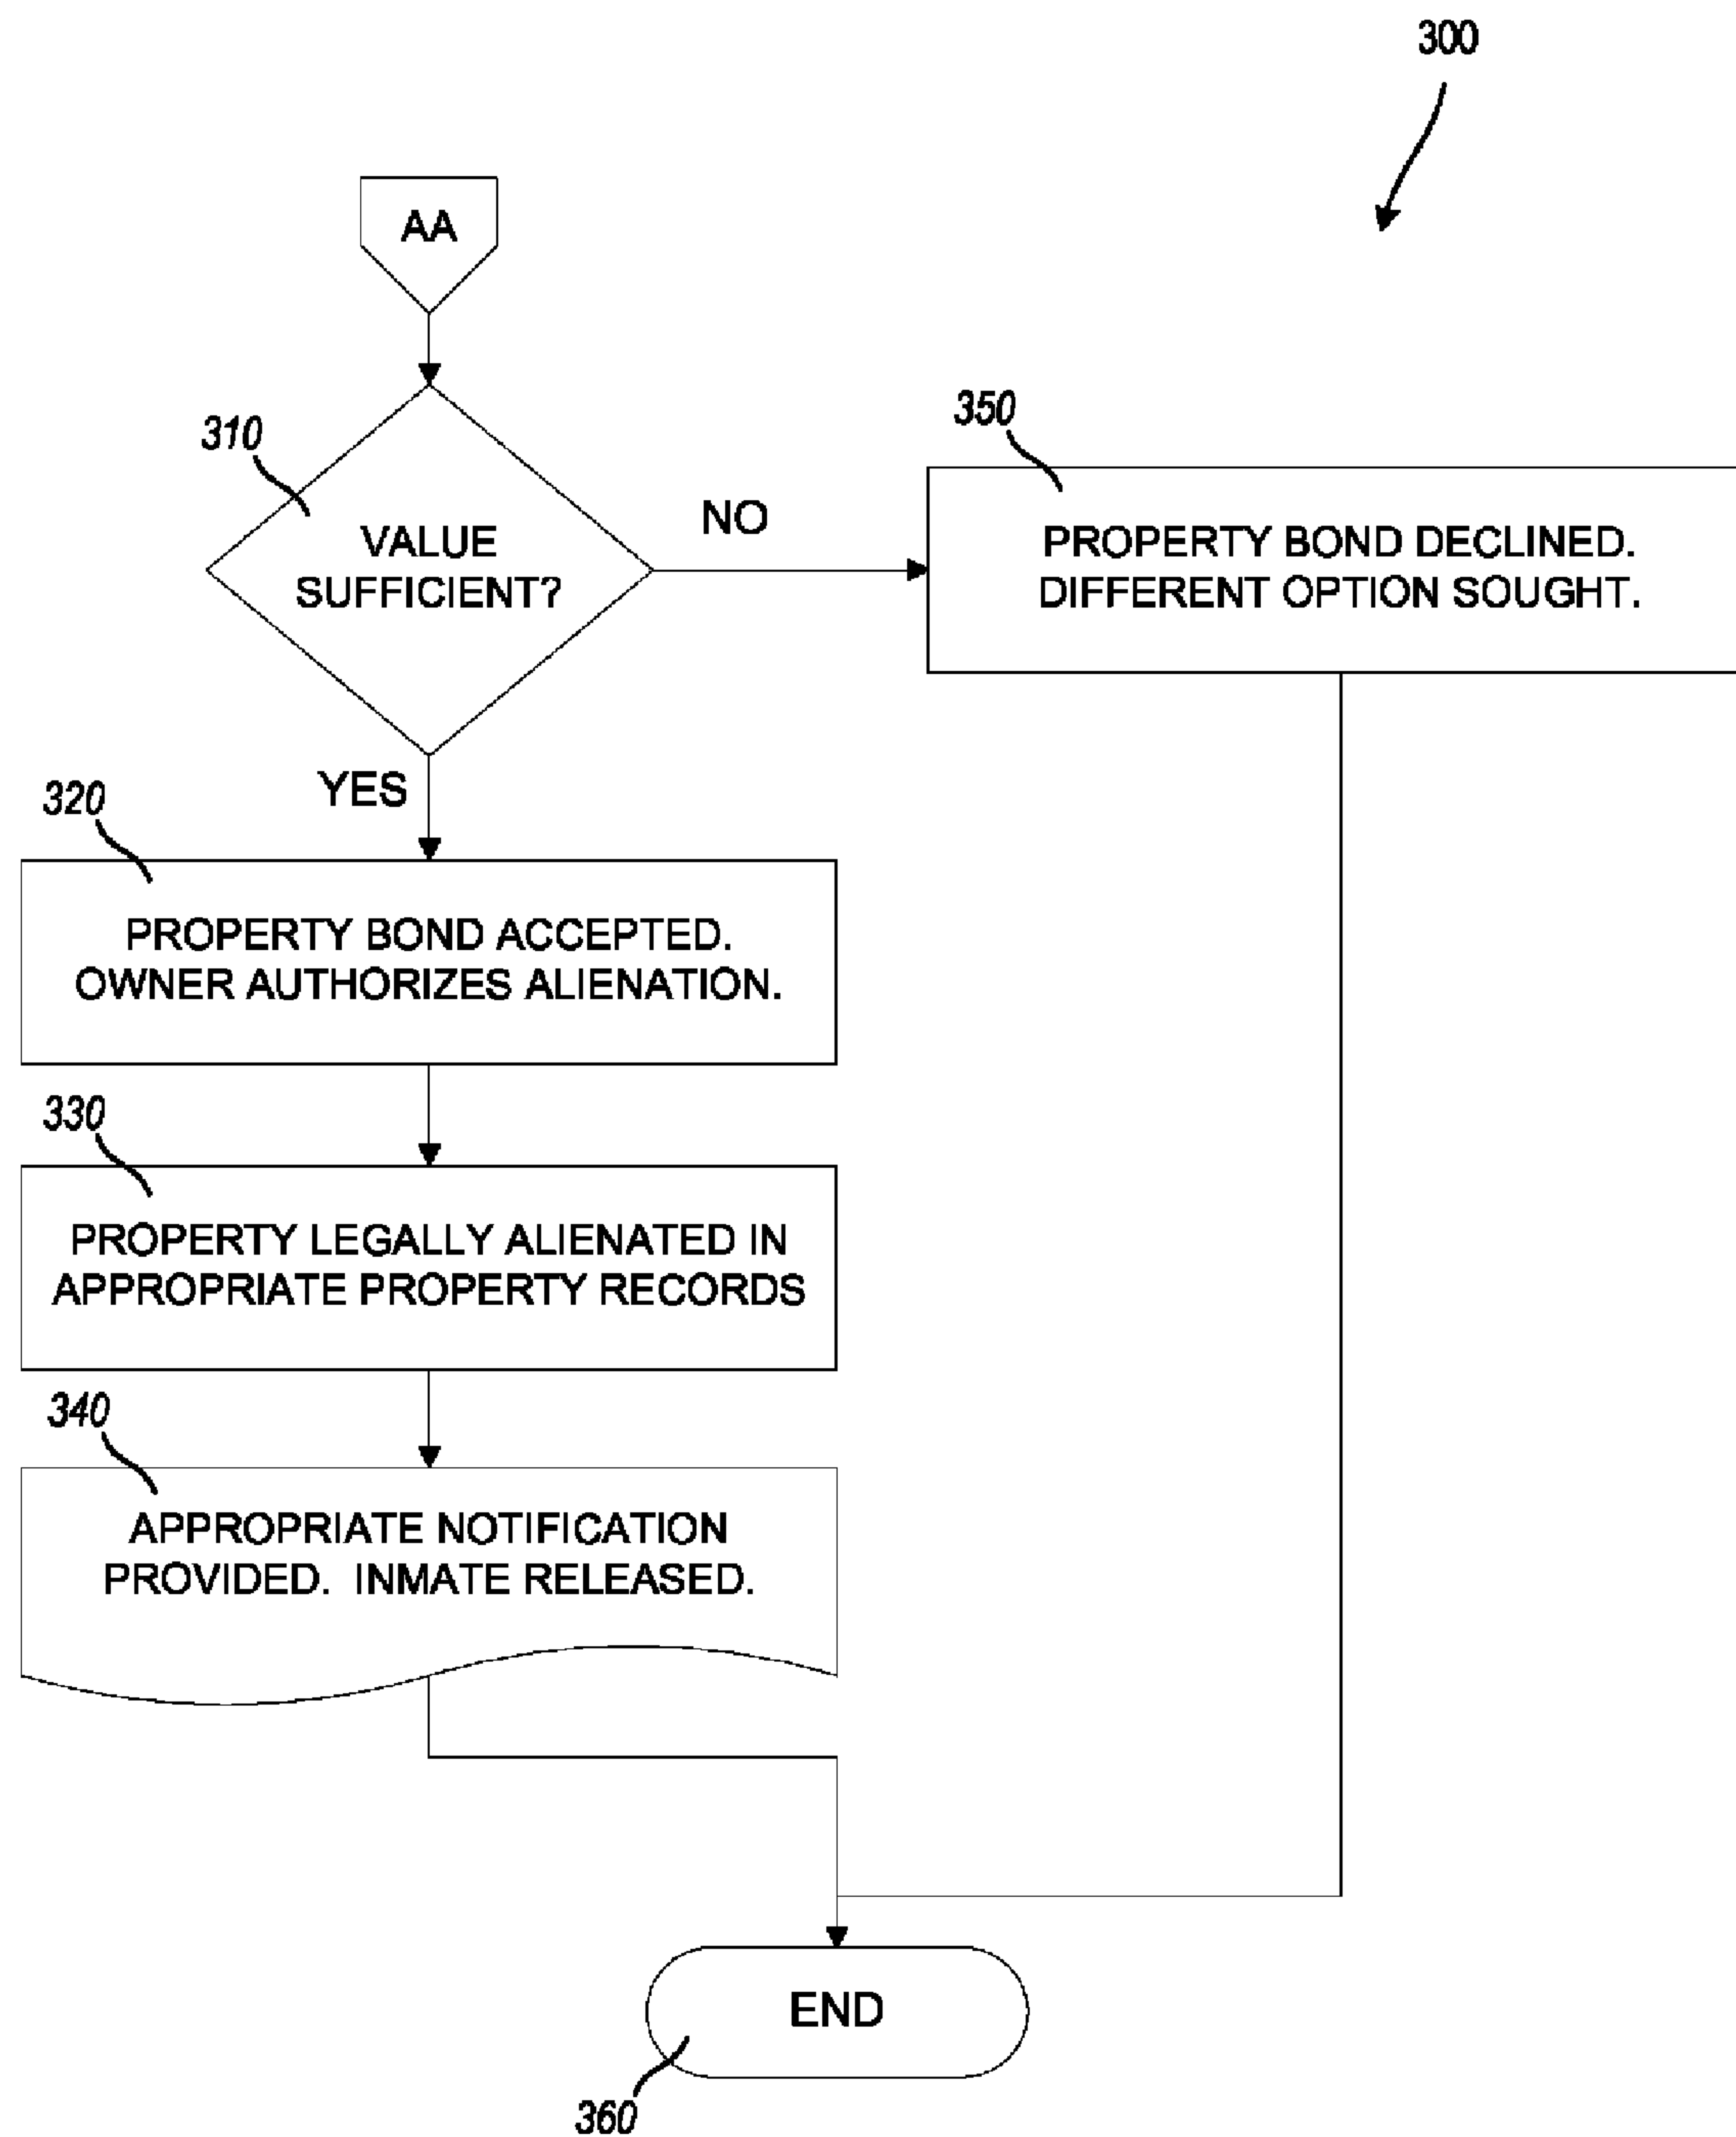 300
AA
310
VALUE
SUFFICIENT?
NO
350
PROPERTY BOND DECLINED.
DIFFERENT OPTION SOUGHT.
YES
320
PROPERTY BOND ACCEPTED.
OWNER AUTHORIZES ALIENATION.
330
PROPERTY LEGALLY ALIENATED IN
APPROPRIATE PROPERTY RECORDS
340
APPROPRIATE NOTIFICATION
PROVIDED. INMATE RELEASED.
END
360